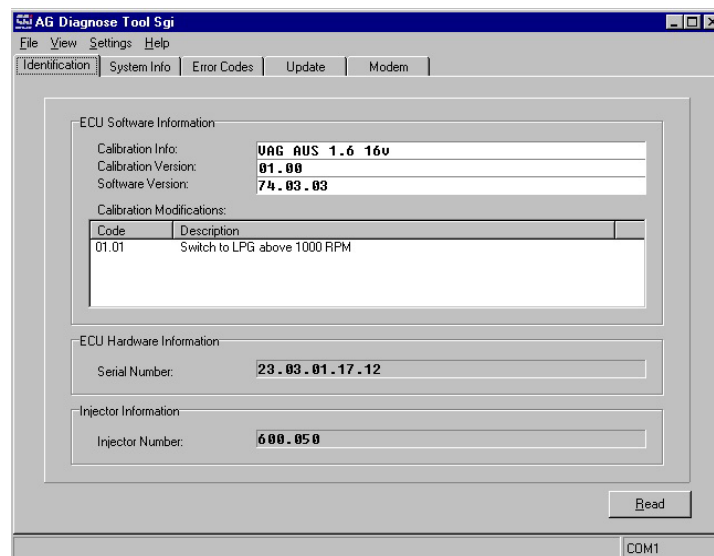 AG Diagnose Tool Sgi
File View Settings Help
Identification System Info Error Codes Update Modem
ECU Software Information
Calibration Info: VAG AUS 1.6 16v
Calibration Version: 01.00
Software Version: 74.03.03
Calibration Modifications:
Code Description
01.01 Switch to LPG above 1000 RPM
ECU Hardware Information
Serial Number: 23.03.01.17.12
Injector Information
Injector Number: 600.050
Read
COM1